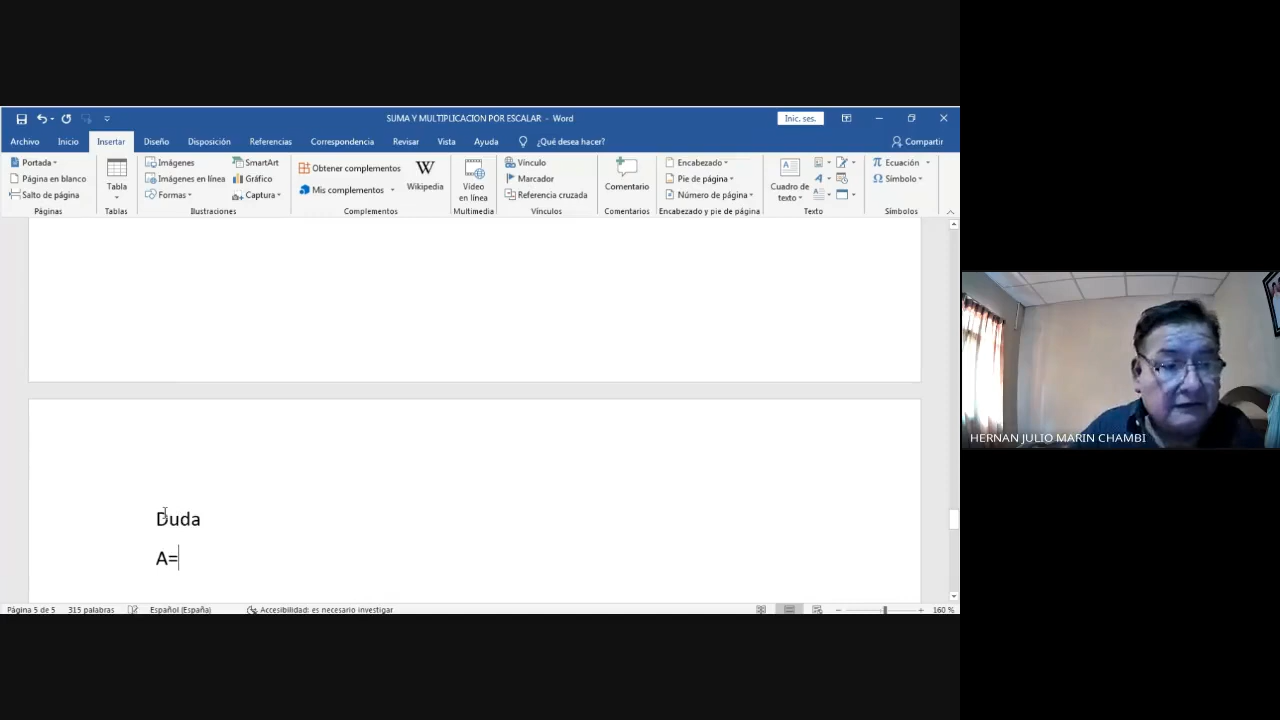 SUMA Y MULTIPLICACION POR ESCALAR - Word
Inic. ses.
Archivo Inicio Insertar Diseño Disposición Referencias Correspondencia Revisar Vista Ayuda ¿Qué desea hacer? Compartir
Portada
Página en blanco
Salto de página
Páginas
Tabla
Tablas
Imágenes
Imágenes en línea
Formas
SmartArt
Gráfico
Captura
Ilustraciones
Obtener complementos
Mis complementos
W
Wikipedia
Complementos
Vídeo en línea
Multimedia
Vínculo
Marcador
Referencia cruzada
Vínculos
Comentario
Comentarios
Encabezado
Pie de página
Número de página
Encabezado y pie de página
Cuadro de texto
Texto
Ecuación
Símbolo
Símbolos
Duda
A=
Página 5 de 5 315 palabras Español (España) Accesibilidad: es necesario investigar 160 %
HERNAN JULIO MARIN CHAMBI